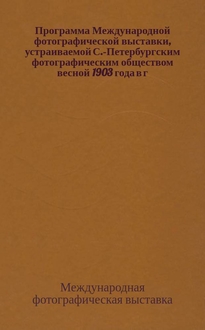 Программа Международной
фотографической выставки,
устраиваемой С.-Петербургским
фотографическим обществом
весной 1903 года в г
Международная
фотографическая выставка